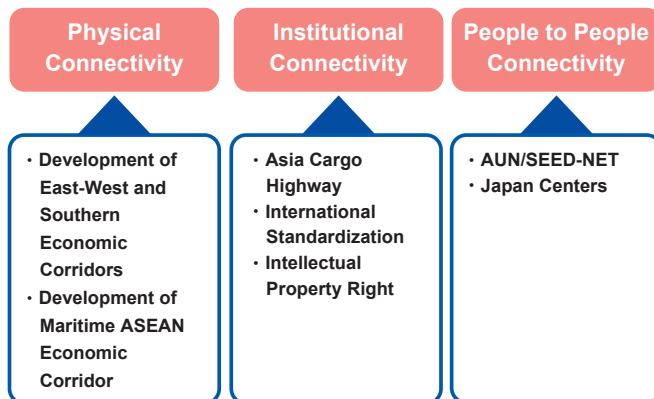 Physical
Connectivity
Institutional
Connectivity
People to People
Connectivity
・Development of
East-West and
Southern
Economic
Corridors
・Development of
Maritime ASEAN
Economic
Corridor
・Asia Cargo
Highway
・International
Standardization
・Intellectual
Property Right
・AUN/SEED-NET
・Japan Centers